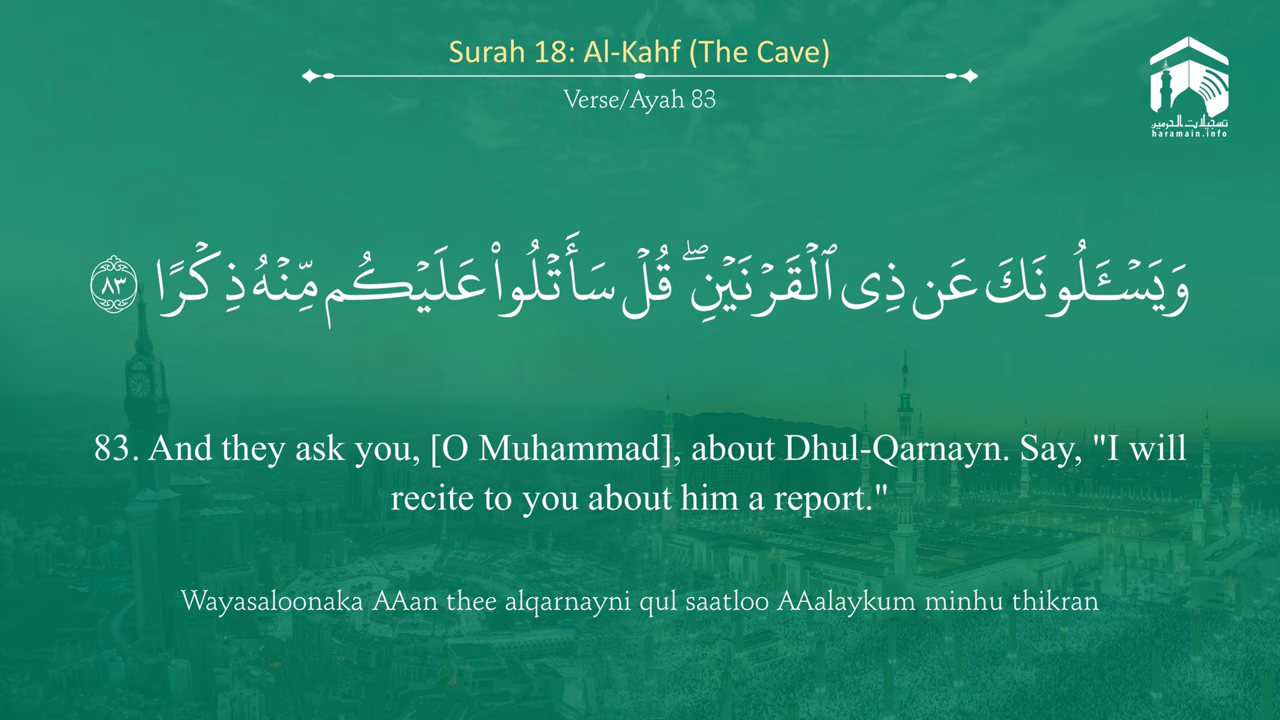 Surah 18: Al-Kahf (The Cave)
Verse/Ayah 83
تسجيلات الحرمين
haramain.info
وَيَسْـَٔلُونَكَ عَن ذِى ٱلْقَرْنَيْنِ ۖ قُلْ سَأَتْلُوا۟ عَلَيْكُم مِّنْهُ ذِكْرًا ٨٣
83. And they ask you, [O Muhammad], about Dhul-Qarnayn. Say, "I will
recite to you about him a report."
Wayasaloonaka AAan thee alqarnayni qul saatloo AAalaykum minhu thikran